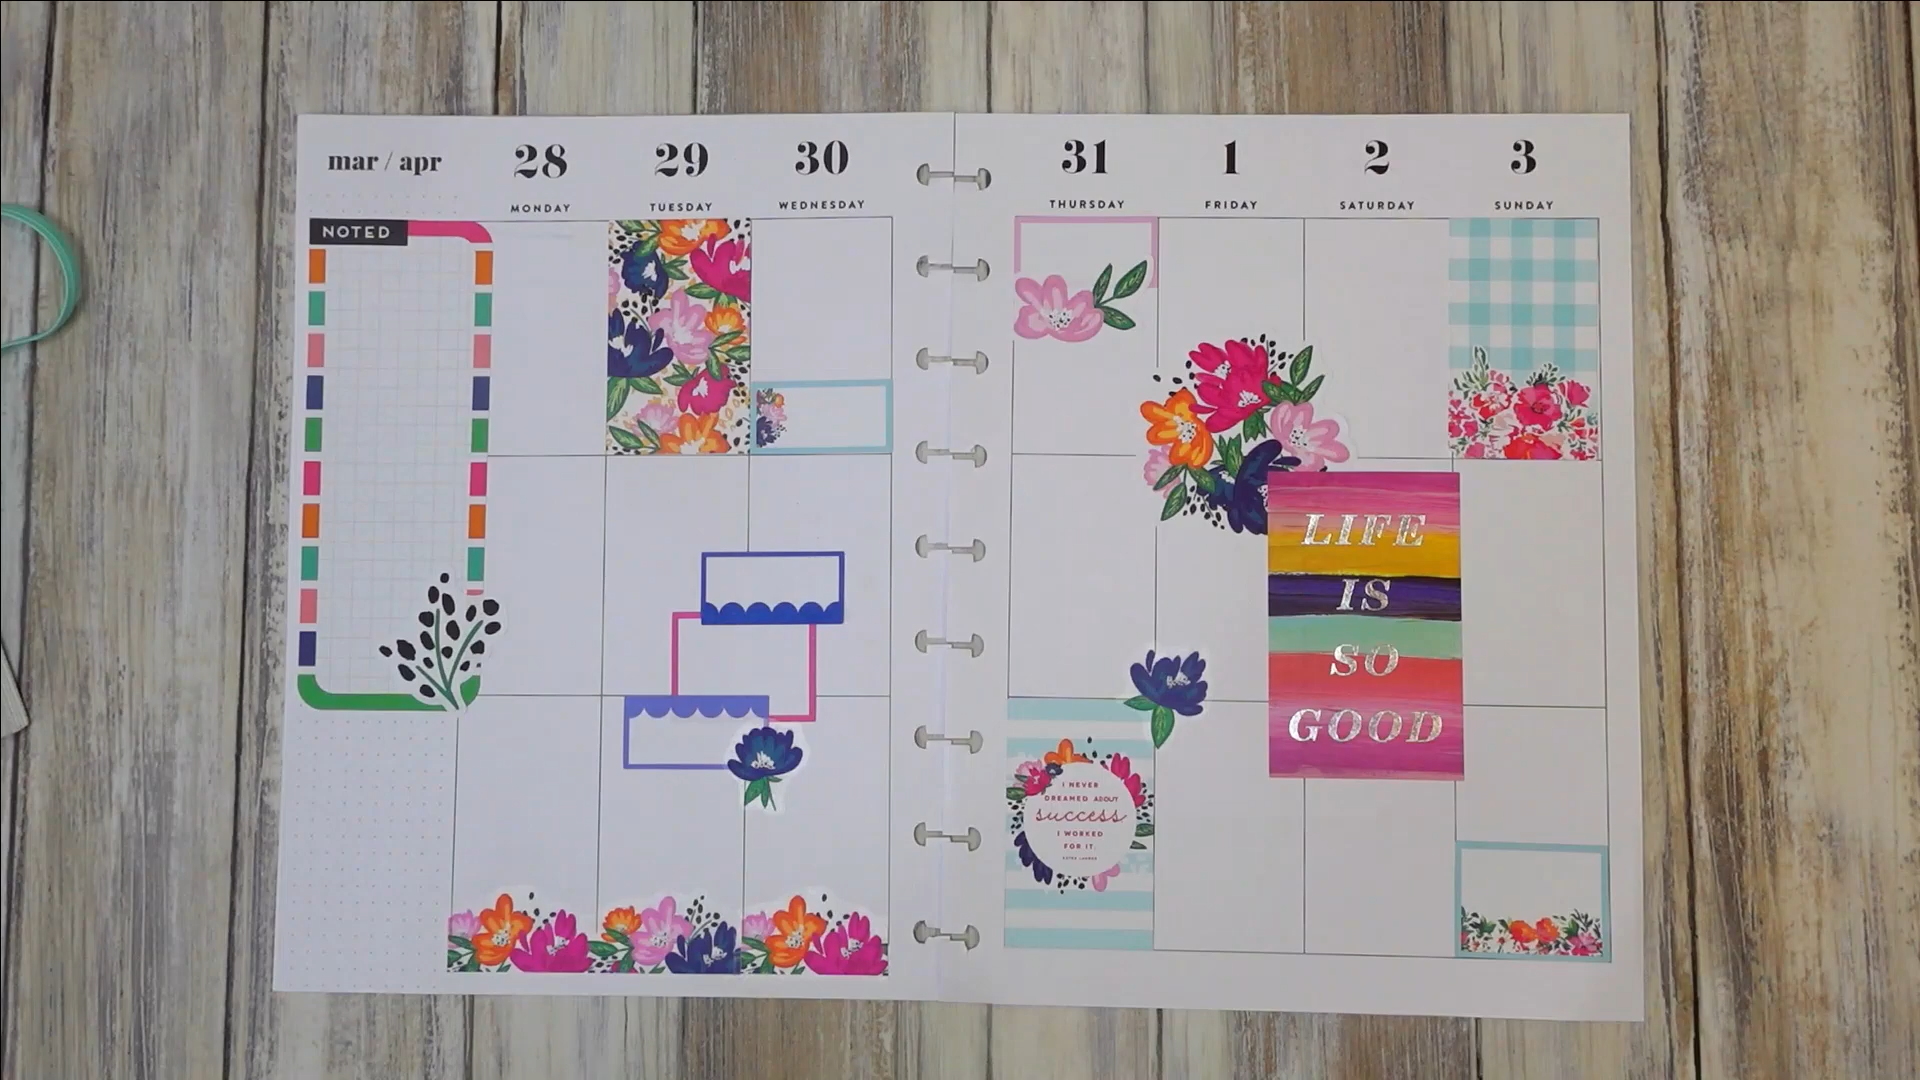 mar / apr
28
29
30
31
1
2
3
MONDAY
TUESDAY
WEDNESDAY
THURSDAY
FRIDAY
SATURDAY
SUNDAY
NOTED
LIFE
IS
SO
GOOD
I NEVER
DREAMED ABOUT
success
I WORKED
FOR IT.